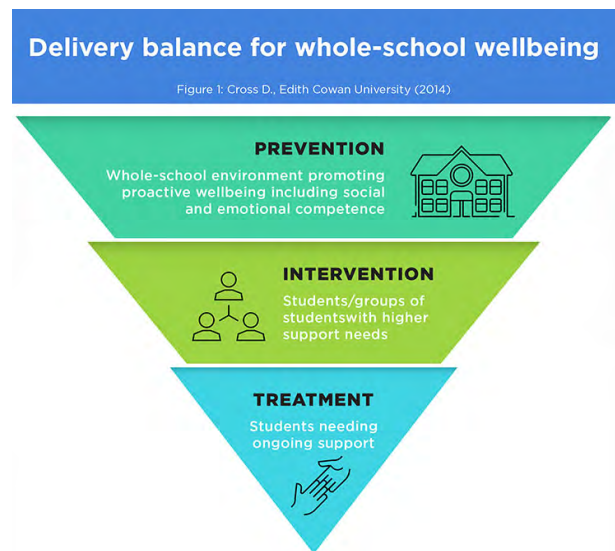 Delivery balance for whole-school wellbeing
Figure 1: Cross D., Edith Cowan University (2014)
PREVENTION
Whole-school environment promoting
proactive wellbeing including social
and emotional competence
INTERVENTION
Students/groups of
studentswith higher
support needs
TREATMENT
Students needing
ongoing support